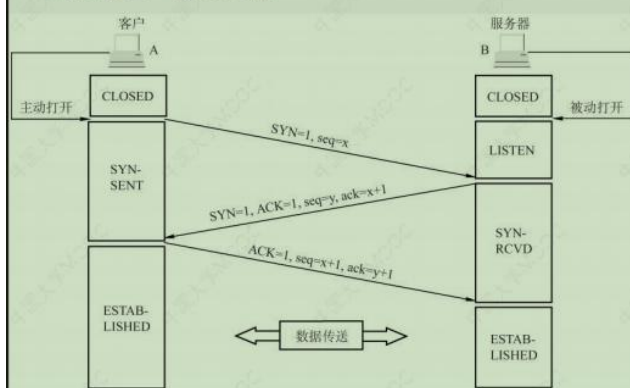 客户
服务器
A
B
CLOSED
CLOSED
主动打开
被动打开
SYN=1, seq=x
LISTEN
SYN-
SENT
SYN=1, ACK=1, seq=y, ack=x+1
SYN-
RCVD
ACK=1, seq=x+1, ack=y+1
ESTAB-
LISHED
数据传送
ESTAB-
LISHED